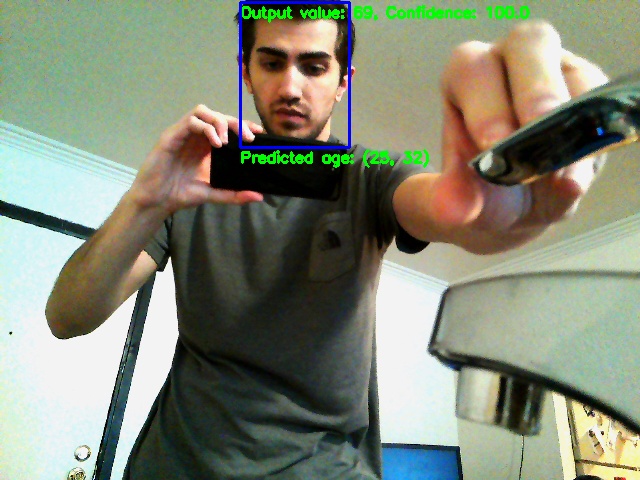 Output value: 69, Confidence: 100.0
Predicted age: (25, 32)